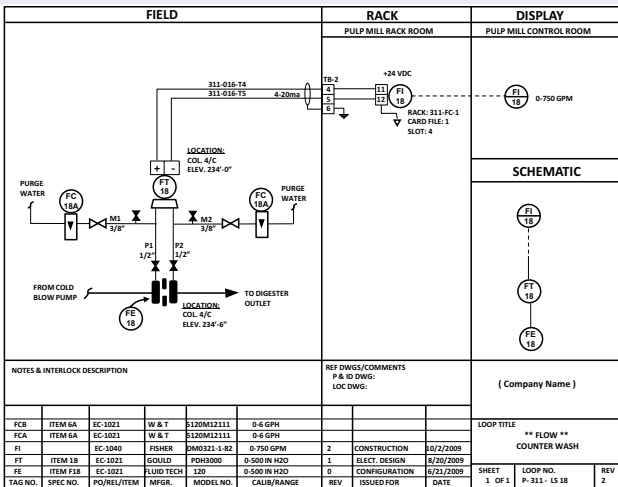 FIELD
RACK
DISPLAY
PULP MILL RACK ROOM
PULP MILL CONTROL ROOM
311-016-T4
311-016-T5
4-20ma
TB-2
4
5
6
+24 VDC
11
12
FI
18
RACK: 311-FC-1
CARD FILE: 1
SLOT: 4
FI
18
0-750 GPM
LOCATION:
COL. 4/C
ELEV. 234'-0"
+ -
FT
18
PURGE
WATER
FC
18A
M1
3/8"
M2
3/8"
FC
18A
PURGE
WATER
P1
1/2"
P2
1/2"
FROM COLD
BLOW PUMP
TO DIGESTER
OUTLET
FE
18
LOCATION:
COL. 4/C
ELEV. 234'-6"
SCHEMATIC
FI
18
FT
18
FE
18
NOTES & INTERLOCK DESCRIPTION
REF DWGS/COMMENTS
P & ID DWG:
LOC DWG:
( Company Name )
FCB ITEM 6A EC-1021 W & T 5120M12111 0-6 GPH
FCA ITEM 6A EC-1021 W & T 5120M12111 0-6 GPH
FI EC-1040 FISHER DM0321-1-82 0-750 GPM 2 CONSTRUCTION 10/2/2009
FT ITEM 1B EC-1021 GOULD PDH3000 0-500 IN H2O 1 ELECT. DESIGN 8/20/2009
FE ITEM F18 EC-1021 FLUID TECH 120 0-500 IN H2O 0 CONFIGURATION 6/21/2009
TAG NO. SPEC NO. PO/REL/ITEM MFGR. MODEL NO. CALIB/RANGE REV ISSUED FOR DATE
LOOP TITLE
** FLOW **
COUNTER WASH
SHEET LOOP NO. REV
1 OF 1 P- 311 - LS 18 2